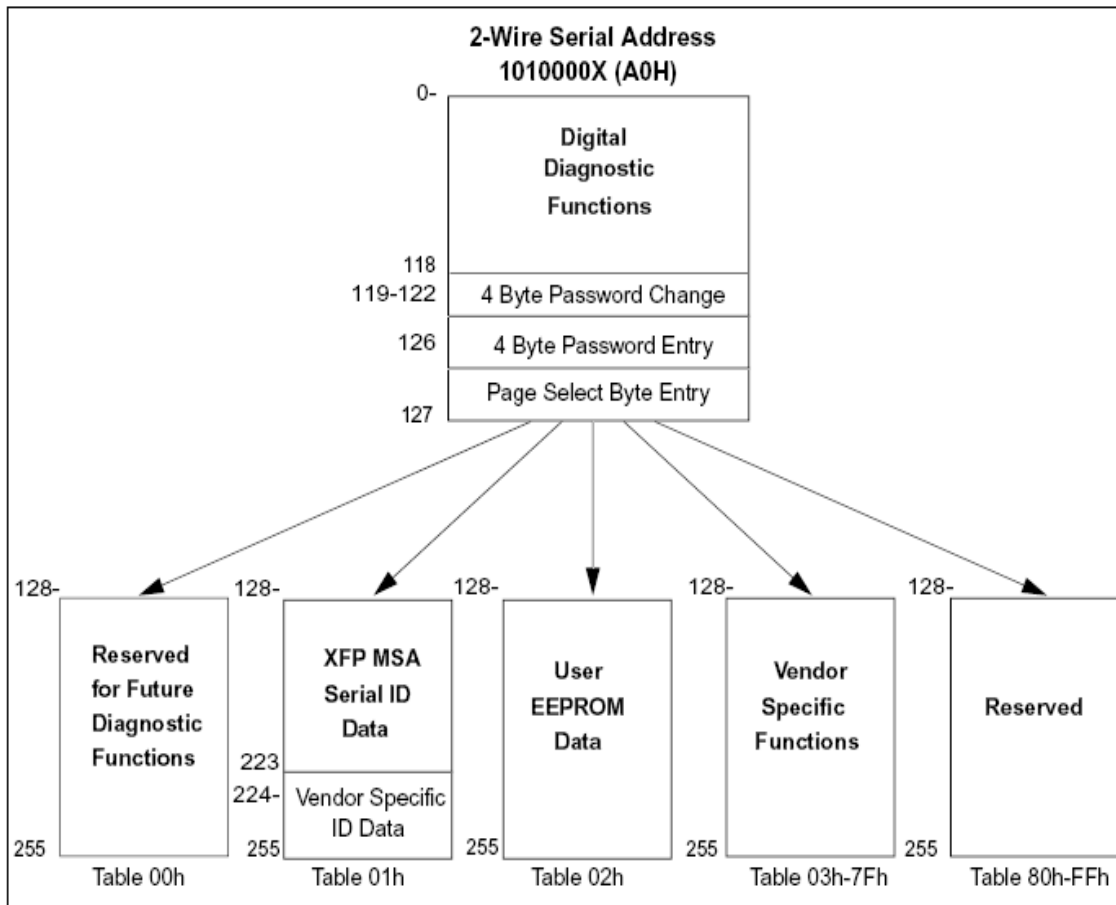 2-Wire Serial Address
1010000X (A0H)
0-
Digital
Diagnostic
Functions
118
119-122
4 Byte Password Change
126
4 Byte Password Entry
Page Select Byte Entry
127
128-
Reserved
for Future
Diagnostic
Functions
255
Table 00h
128-
XFP MSA
Serial ID
Data
223
224-
Vendor Specific
ID Data
255
Table 01h
128-
User
EEPROM
Data
255
Table 02h
128-
Vendor
Specific
Functions
255
Table 03h-7Fh
128-
Reserved
255
Table 80h-FFh